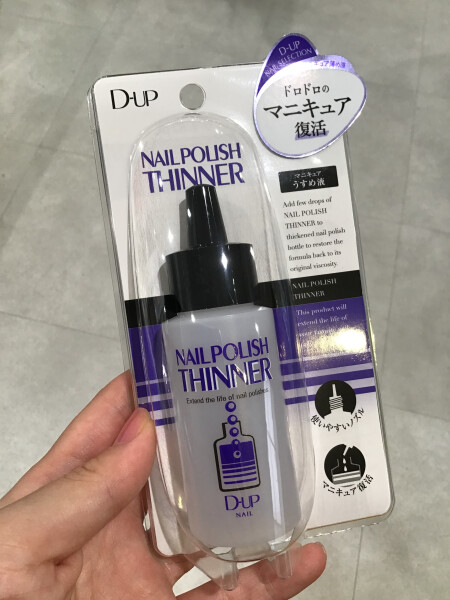 D-UP
NAIL POLISH
THINNER
D-UP
NAIL SELECTION
ドロドロの
マニキュア
復活
マニキュア
うすめ液
Add few drops of
NAIL POLISH
THINNER to
thickened nail polish
bottle to restore the
formula back to its
original viscosity.
NAIL POLISH
THINNER
This product will
extend the life of
your
使いやすいノズル
マニキュア復活
NAIL POLISH
THINNER
Extend the life of nail polishes
D-UP
NAIL